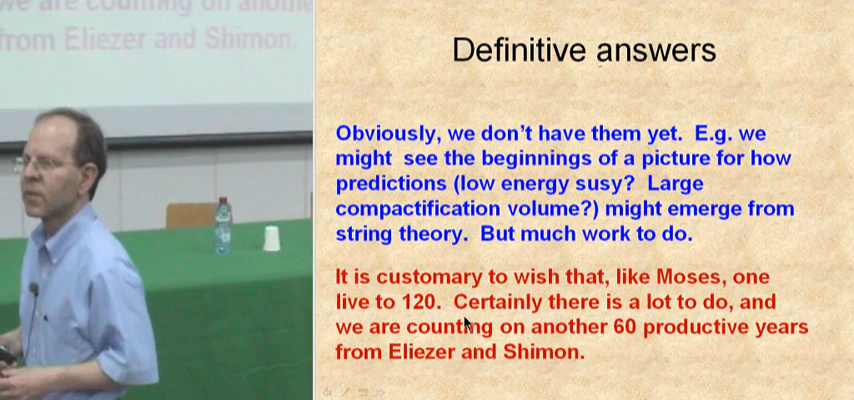 we are counting on anothe
from Eliezer and Shimon.
Definitive answers
Obviously, we don't have them yet. E.g. we
might see the beginnings of a picture for how
predictions (low energy susy? Large
compactification volume?) might emerge from
string theory. But much work to do.
It is customary to wish that, like Moses, one
live to 120. Certainly there is a lot to do, and
we are counting on another 60 productive years
from Eliezer and Shimon.